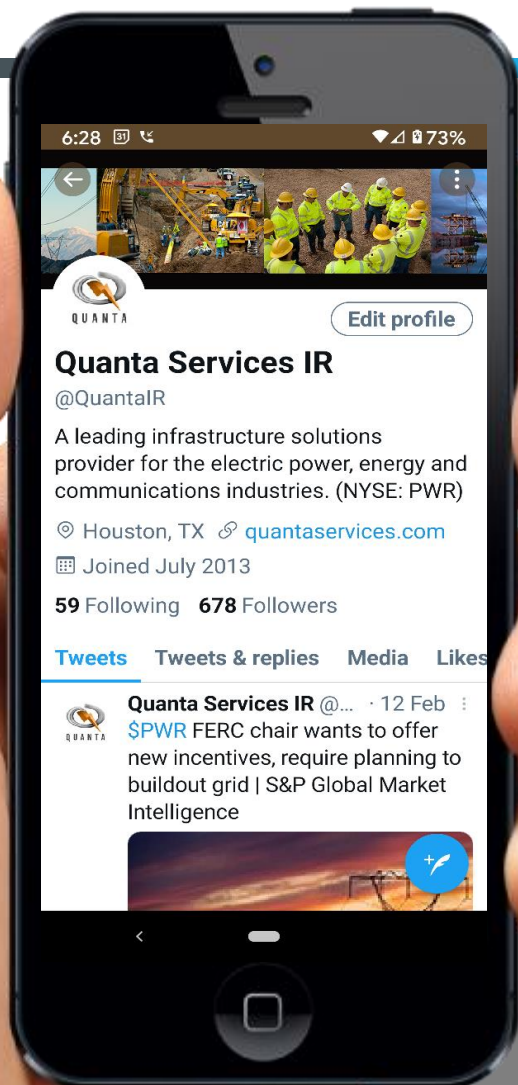 6:28 31 73%
QUANTA
Edit profile
Quanta Services IR
@QuantaIR
A leading infrastructure solutions
provider for the electric power, energy and
communications industries. (NYSE: PWR)
Houston, TX quantaservices.com
Joined July 2013
59 Following 678 Followers
Tweets Tweets & replies Media Likes
Quanta Services IR @... · 12 Feb
QUANTA
$PWR FERC chair wants to offer
new incentives, require planning to
buildout grid | S&P Global Market
Intelligence